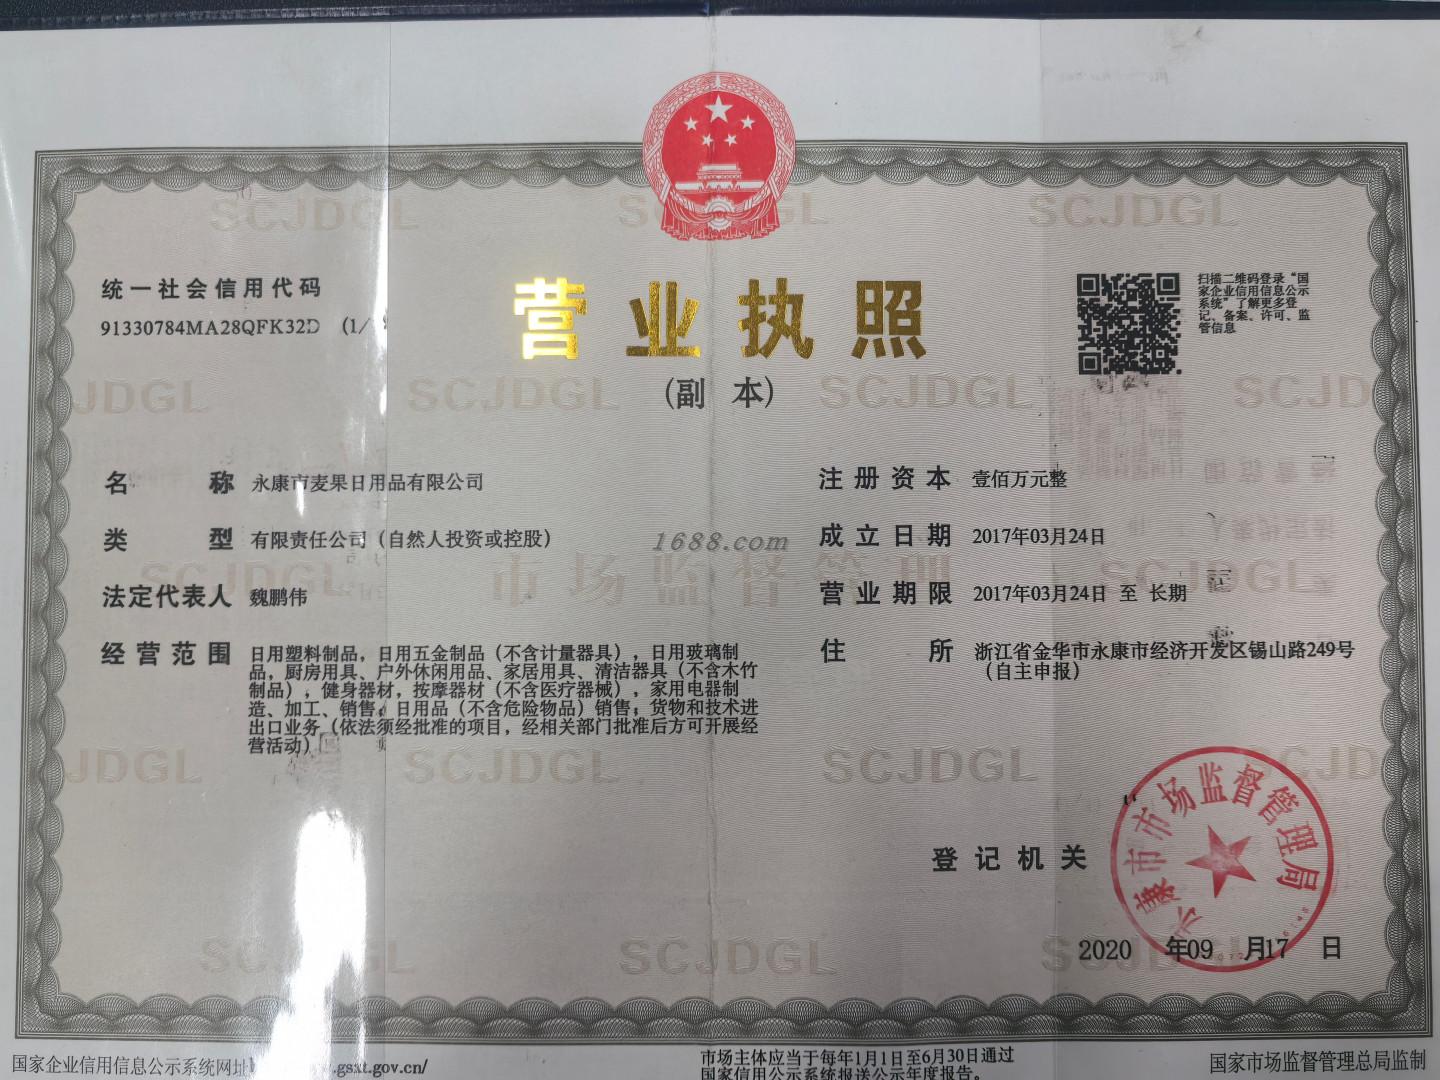 统一社会信用代码
91330784MA28QFK32D (1/
营业执照
(副 本)
扫描二维码登录“国
家企业信用信息公示
系统”了解更多登
记、备案、许可、监
管信息
名 称 永康市麦果日用品有限公司
类 型 有限责任公司（自然人投资或控股）
法定代表人 魏鹏伟
经营范围 日用塑料制品，日用五金制品（不含计量器具），日用玻璃制
品，厨房用具、户外休闲用品、家居用具、清洁器具（不含木竹
制品），健身器材，按摩器材（不含医疗器械），家用电器制
造、加工、销售；日用品（不含危险物品）销售；货物和技术进
出口业务（依法须经批准的项目，经相关部门批准后方可开展经
营活动）
注册资本 壹佰万元整
成立日期 2017年03月24日
营业期限 2017年03月24日 至 长期
住 所 浙江省金华市永康市经济开发区锡山路249号
（自主申报）
1688.com
SCJDGL
市场监督管理
登记机关
永康市市场监督管理局
2020 年09 月17 日
国家企业信用信息公示系统网址
.gsxt.gov.cn/
市场主体应当于每年1月1日至6月30日通过
国家信用公示系统报送公示年度报告。
国家市场监督管理总局监制